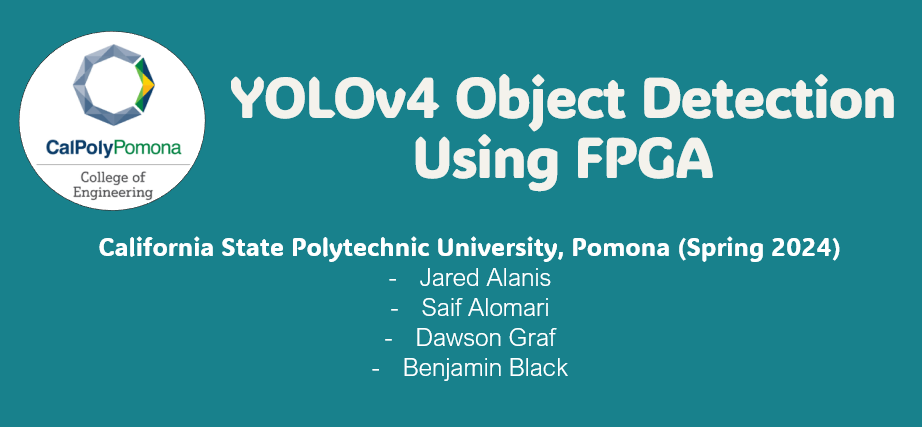 CalPolyPomona
College of
Engineering
YOLOv4 Object Detection
Using FPGA
California State Polytechnic University, Pomona (Spring 2024)
- Jared Alanis
- Saif Alomari
- Dawson Graf
- Benjamin Black